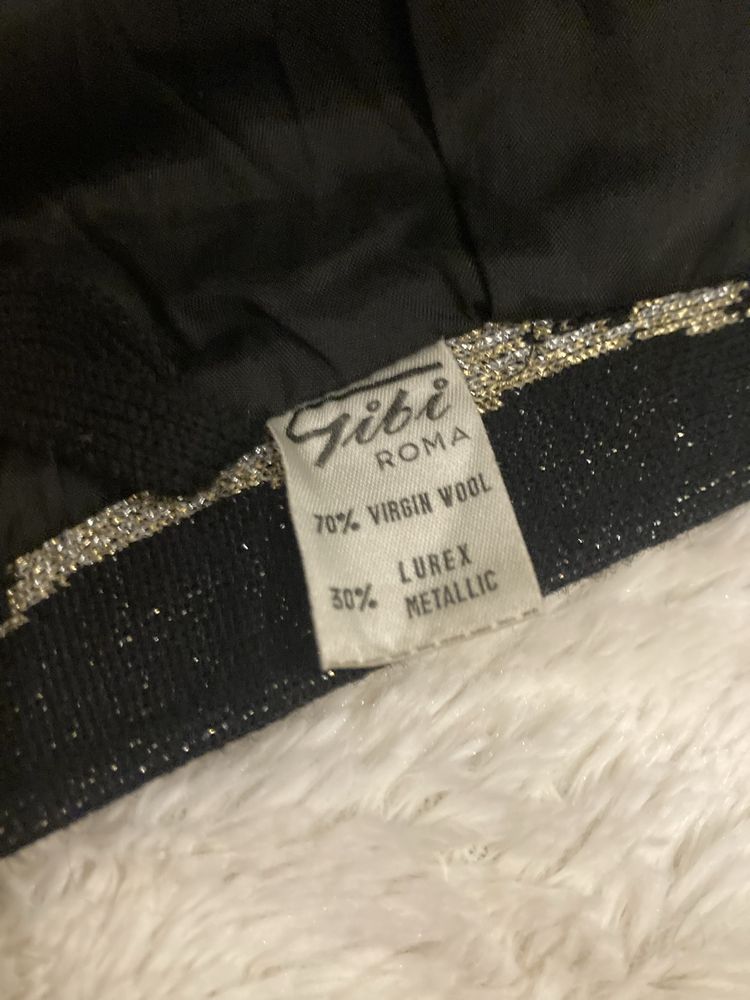 Gibi
ROMA
70% VIRGIN WOOL
30% LUREX
METALLIC